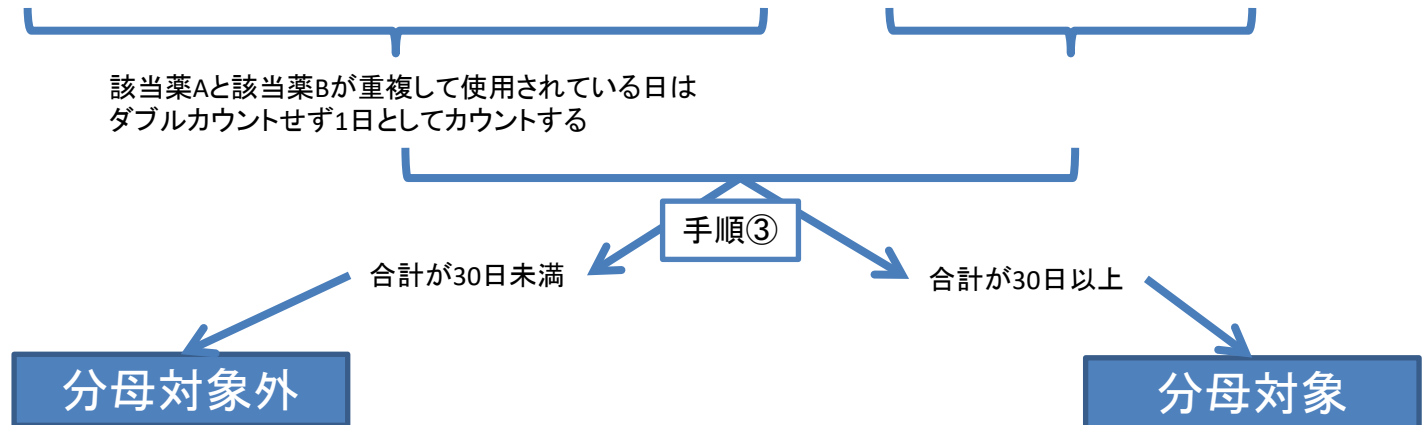 該当薬Aと該当薬Bが重複して使用されている日は
ダブルカウントせず1日としてカウントする
手順③
合計が30日未満
合計が30日以上
分母対象外
分母対象